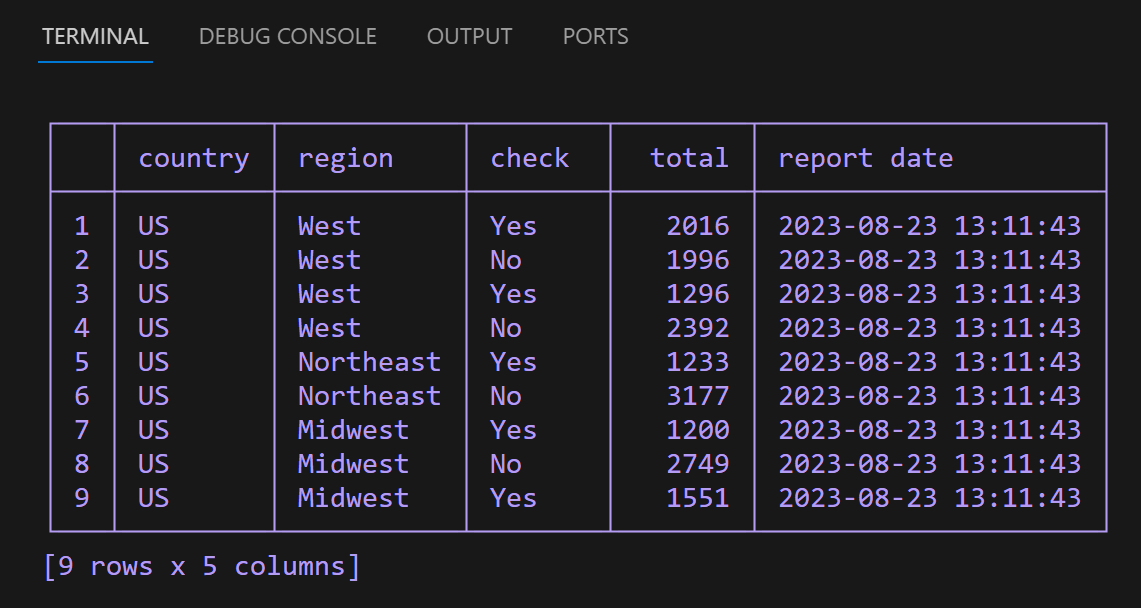 TERMINAL DEBUG CONSOLE OUTPUT PORTS
country region check total report date
1 US West Yes 2016 2023-08-23 13:11:43
2 US West No 1996 2023-08-23 13:11:43
3 US West Yes 1296 2023-08-23 13:11:43
4 US West No 2392 2023-08-23 13:11:43
5 US Northeast Yes 1233 2023-08-23 13:11:43
6 US Northeast No 3177 2023-08-23 13:11:43
7 US Midwest Yes 1200 2023-08-23 13:11:43
8 US Midwest No 2749 2023-08-23 13:11:43
9 US Midwest Yes 1551 2023-08-23 13:11:43
[9 rows x 5 columns]